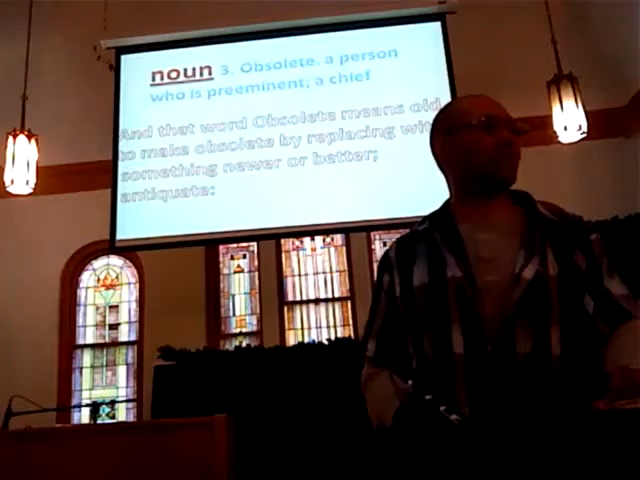 noun 3. Obsolete. a person
who is preeminent; a chief
And that word Obsolete means old
to make obsolete by replacing with
something newer or better;
antiquate: